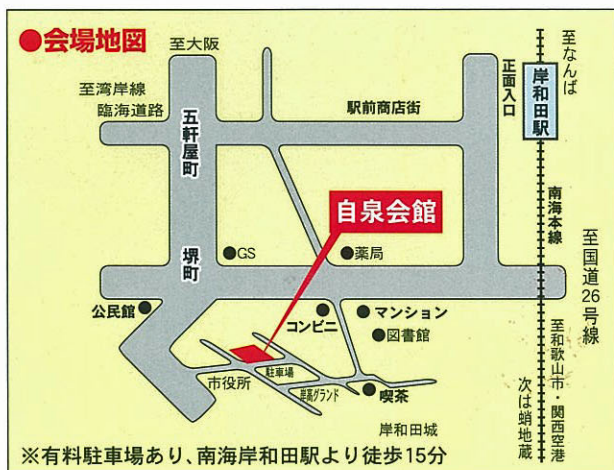 ●会場地図
至大阪
至湾岸線
臨海道路
五軒屋町
駅前商店街
正面入口
岸和田駅
至なんば
南海本線
至国道26号線
自泉会館
堺町
●GS
●薬局
公民館●
コンビニ
●マンション
●図書館
市役所
駐車場
岸高グランド
喫茶
岸和田城
至和歌山市・関西空港
次は蛸地蔵
※有料駐車場あり、南海岸和田駅より徒歩15分